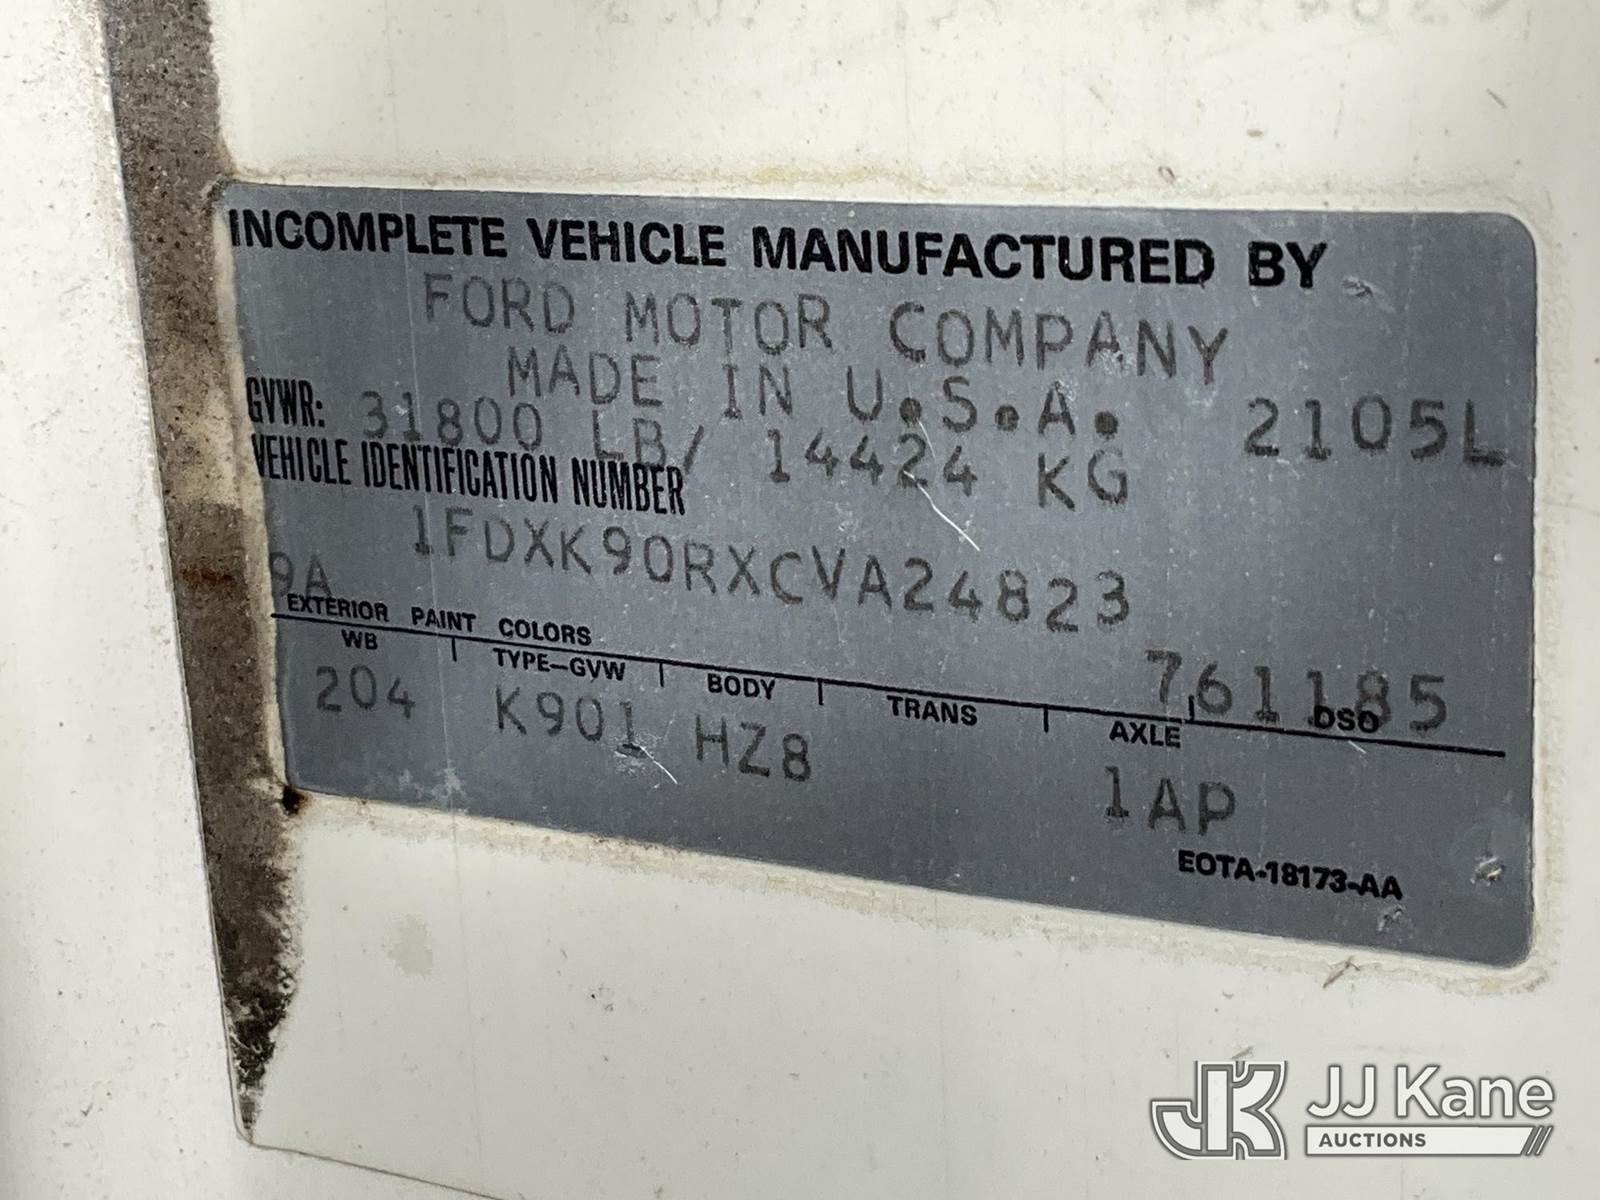 INCOMPLETE VEHICLE MANUFACTURED BY
FORD MOTOR COMPANY
MADE IN U.S.A.
GVWR: 31800 LB/ 14424 KG 2105L
VEHICLE IDENTIFICATION NUMBER
1FDXK90RXCVA24823
9A
EXTERIOR PAINT COLORS 761185
WB TYPE-GVW BODY TRANS AXLE DSO
204 K901 HZ8 1AP
EOTA-18173-AA
JK JJ Kane
AUCTIONS